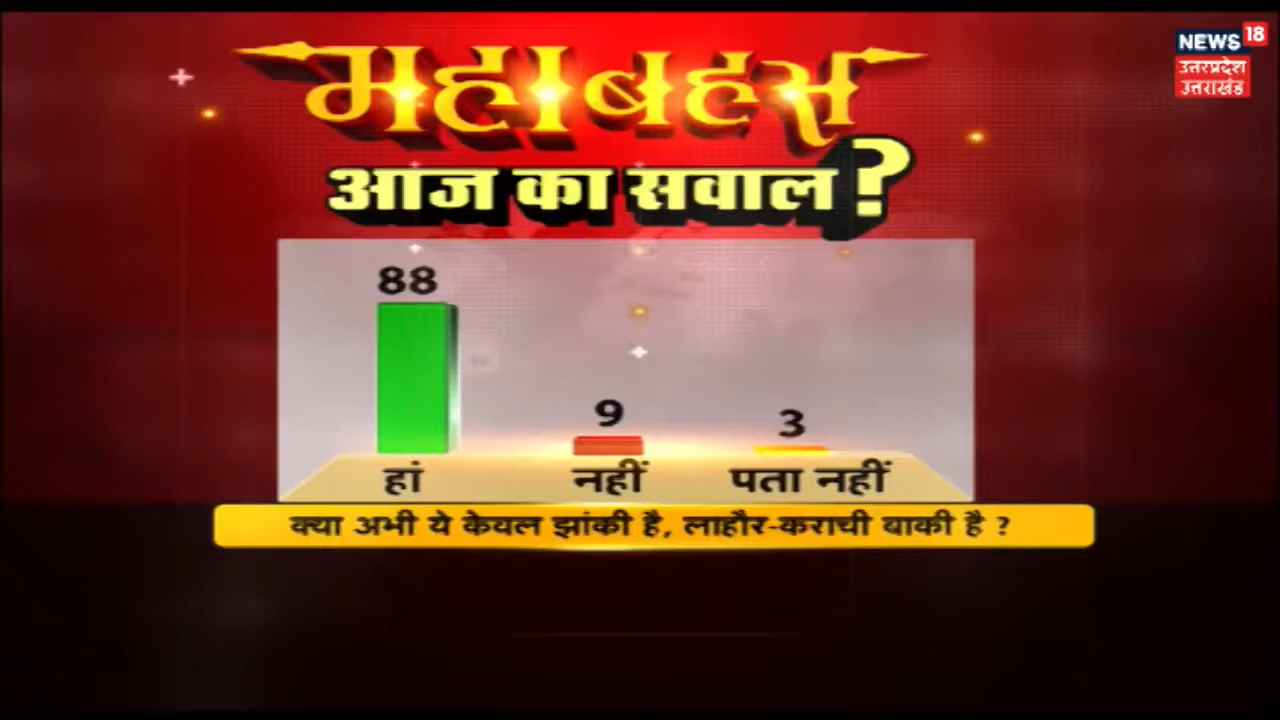 NEWS 18
उत्तरप्रदेश
उत्तराखंड
महाबहस
आज का सवाल ?
88
9
3
हां
नहीं
पता नहीं
क्या अभी ये केवल झांकी है, लाहौर-कराची बाकी है ?